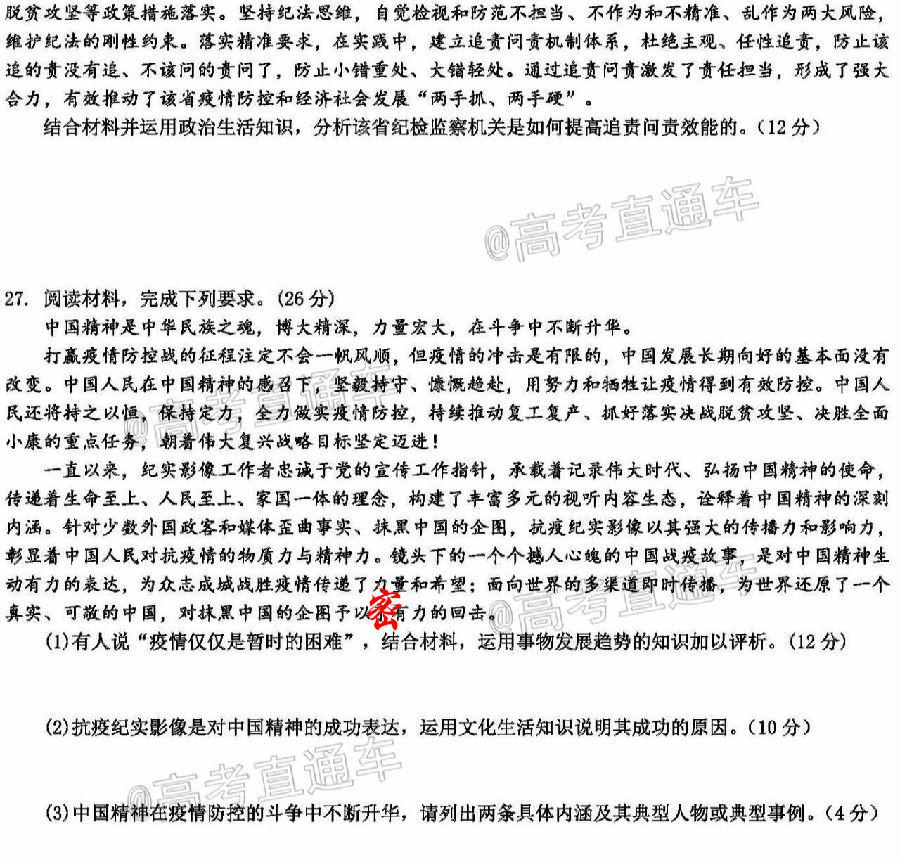 脱贫攻坚等政策措施落实。坚持纪法思维，自觉检视和防范不担当、不作为和不精准、乱作为两大风险，
维护纪法的刚性约束。落实精准要求，在实践中，建立追责问责机制体系，杜绝主观、任性追责，防止该
追的责没有追、不该问的责问了，防止小错重处、大错轻处。通过追责问责激发了责任担当，形成了强大
合力，有效推动了该省疫情防控和经济社会发展“两手抓、两手硬”。
结合材料并运用政治生活知识，分析该省纪检监察机关是如何提高追责问责效能的。（12分）
@高考直通车
27. 阅读材料，完成下列要求。(26分)
中国精神是中华民族之魂，博大精深，力量宏大，在斗争中不断升华。
打赢疫情防控战的征程注定不会一帆风顺，但疫情的冲击是有限的，中国发展长期向好的基本面没有
改变。中国人民在中国精神的感召下，坚毅持守、慷慨趋赴，用努力和牺牲让疫情得到有效防控。中国人
民还将持之以恒、保持定力，全力做实疫情防控，持续推动复工复产、抓好落实决战脱贫攻坚、决胜全面
小康的重点任务，朝着伟大复兴战略目标坚定迈进！
@高考直通车
一直以来，纪实影像工作者忠诚于党的宣传工作指针，承载着记录伟大时代、弘扬中国精神的使命，
传递着生命至上、人民至上、家国一体的理念，构建了丰富多元的视听内容生态，诠释着中国精神的深刻
内涵。针对少数外国政客和媒体歪曲事实、抹黑中国的企图，抗疫纪实影像以其强大的传播力和影响力，
彰显着中国人民对抗疫情的物质力与精神力。镜头下的一个个撼人心魄的中国战疫故事，是对中国精神生
动有力的表达，为众志成城战胜疫情传递了力量和希望；面向世界的多渠道即时传播，为世界还原了一个
真实、可敬的中国，对抹黑中国的企图予以有力的回击。
密
@高考直通车
(1)有人说“疫情仅仅是暂时的困难”，结合材料，运用事物发展趋势的知识加以评析。（12分）
(2)抗疫纪实影像是对中国精神的成功表达，运用文化生活知识说明其成功的原因。（10分）
@高考直通车
(3)中国精神在疫情防控的斗争中不断升华，请列出两条具体内涵及其典型人物或典型事例。（4分）